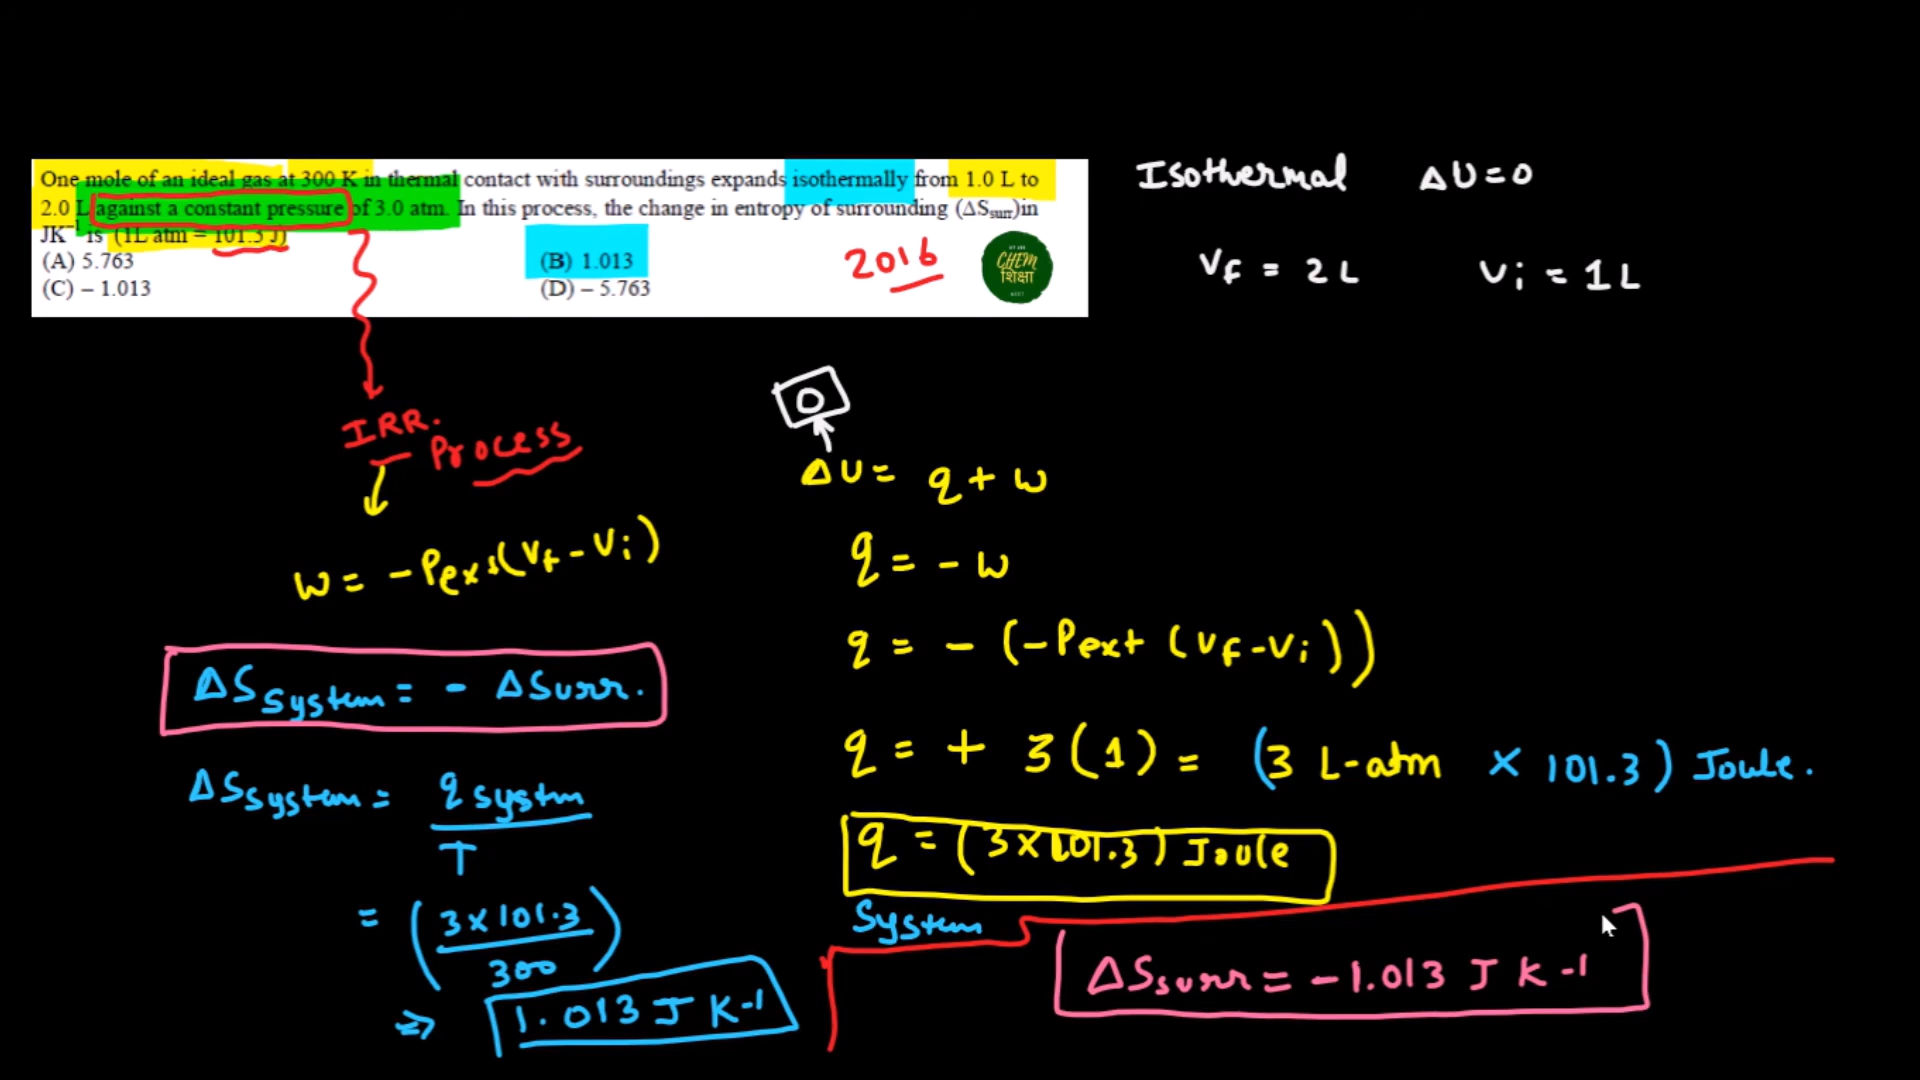 One mole of an ideal gas at 300 K in thermal contact with surroundings expands isothermally from 1.0 L to
2.0 L against a constant pressure of 3.0 atm. In this process, the change in entropy of surrounding (ΔSsurr)in
JK⁻¹ is (1L atm = 101.3 J)
(A) 5.763 (B) 1.013
(C) – 1.013 (D) – 5.763
2016
CHEM
शिक्षा
Isothermal ΔU=0
Vf = 2L Vi = 1L
IRR.
Process
W = -Pext(Vf-Vi)
0
ΔU = q+w
q = -w
q = - (-Pext (Vf-Vi))
q = + 3(1) = (3 L-atm × 101.3) Joule.
q = (3×101.3) Joule
System
ΔSsystem = - ΔSurr.
ΔSsystem = qsystm
T
= (3×101.3)
300
⇒ 1.013 J K-1
ΔSsurr = -1.013 J K-1